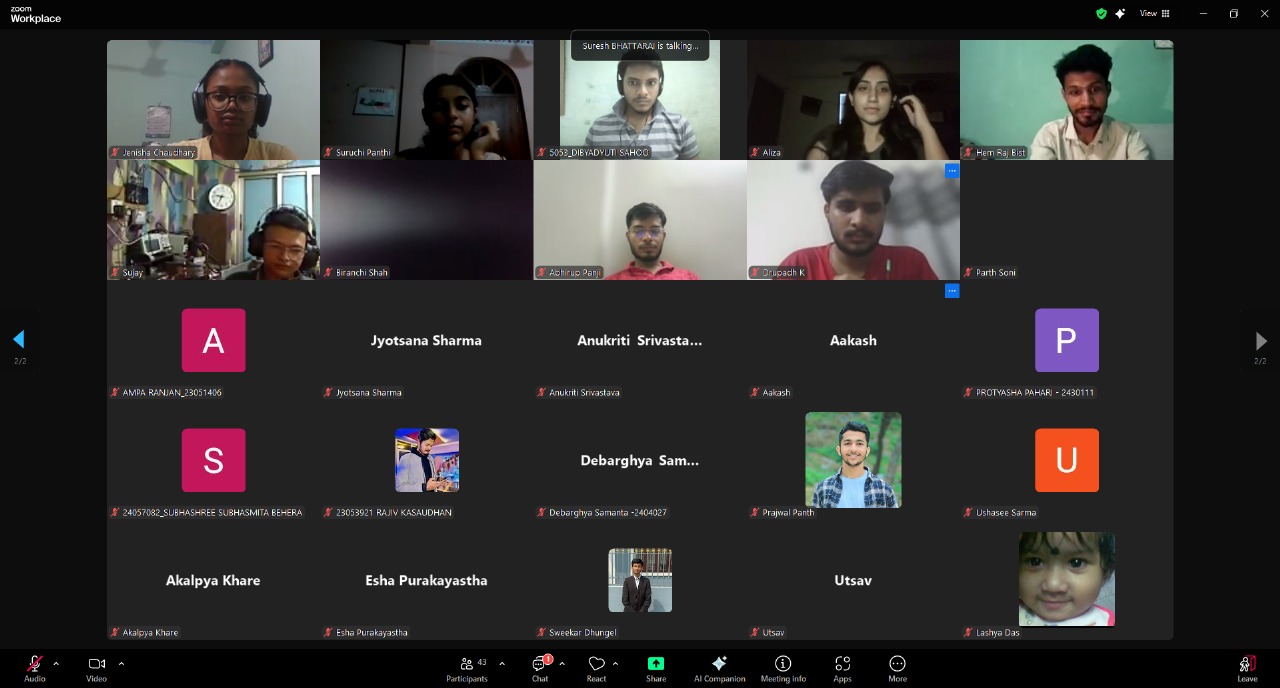 zoom
Workplace
View
Suresh BHATTARAI is talking...
Jenisha Chaudhary
Suruchi Panthi
5053_DIBYADYUTI SAHOO
Aliza
Hem Raj Bist
Sujay
Biranchi Shah
Abhirup Panji
Drupadh K
Parth Soni
A
Jyotsana Sharma
Anukriti Srivasta...
Aakash
P
2/2
2/2
AMPA RANJAN_23051406
Jyotsana Sharma
Anukriti Srivastava
Aakash
PROTYASHA PAHARI - 2430111
S
Debarghya Sam...
U
24057082_SUBHASHREE SUBHASMITA BEHERA
23053921 RAJIV KASAUDHAN
Debarghya Samanta -2404027
Prajwal Panth
Ushasee Sarma
Akalpya Khare
Esha Purakayastha
Utsav
Akalpya Khare
Esha Purakayastha
Sweekar Dhungel
Utsav
Lashya Das
43
1
Audio
Video
Participants
Chat
React
Share
AI Companion
Meeting info
Apps
More
Leave